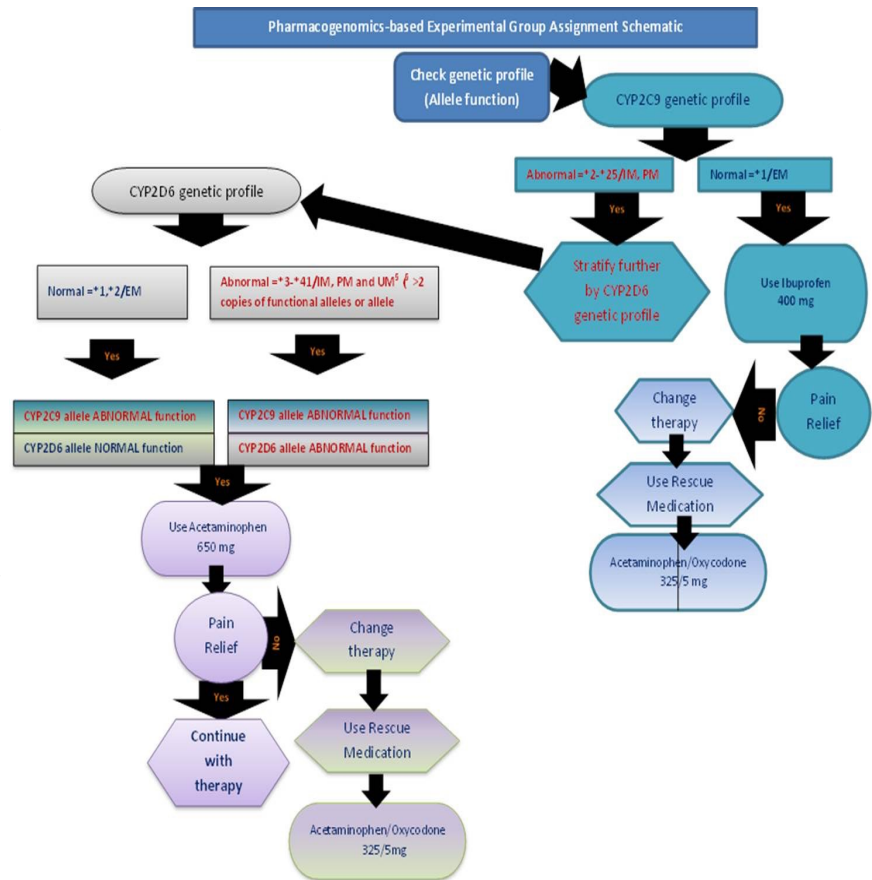 Pharmacogenomics-based Experimental Group Assignment Schematic
Check genetic profile
(Allele function)
CYP2C9 genetic profile
Abnormal =*2-*25/IM, PM
Normal =*1/EM
Yes
Yes
Stratify further
by CYP2D6
genetic profile
Use Ibuprofen
400 mg
Pain
Relief
No
Change
therapy
Use Rescue
Medication
Acetaminophen/Oxycodone
325/5 mg
CYP2D6 genetic profile
Normal =*1,*2/EM
Abnormal =*3-*41/IM, PM and UM§ (§ >2
copies of functional alleles or allele
Yes
Yes
CYP2C9 allele ABNORMAL function
CYP2D6 allele NORMAL function
CYP2C9 allele ABNORMAL function
CYP2D6 allele ABNORMAL function
Yes
Use Acetaminophen
650 mg
Pain
Relief
No
Change
therapy
Yes
Continue
with
therapy
Use Rescue
Medication
Acetaminophen/Oxycodone
325/5mg